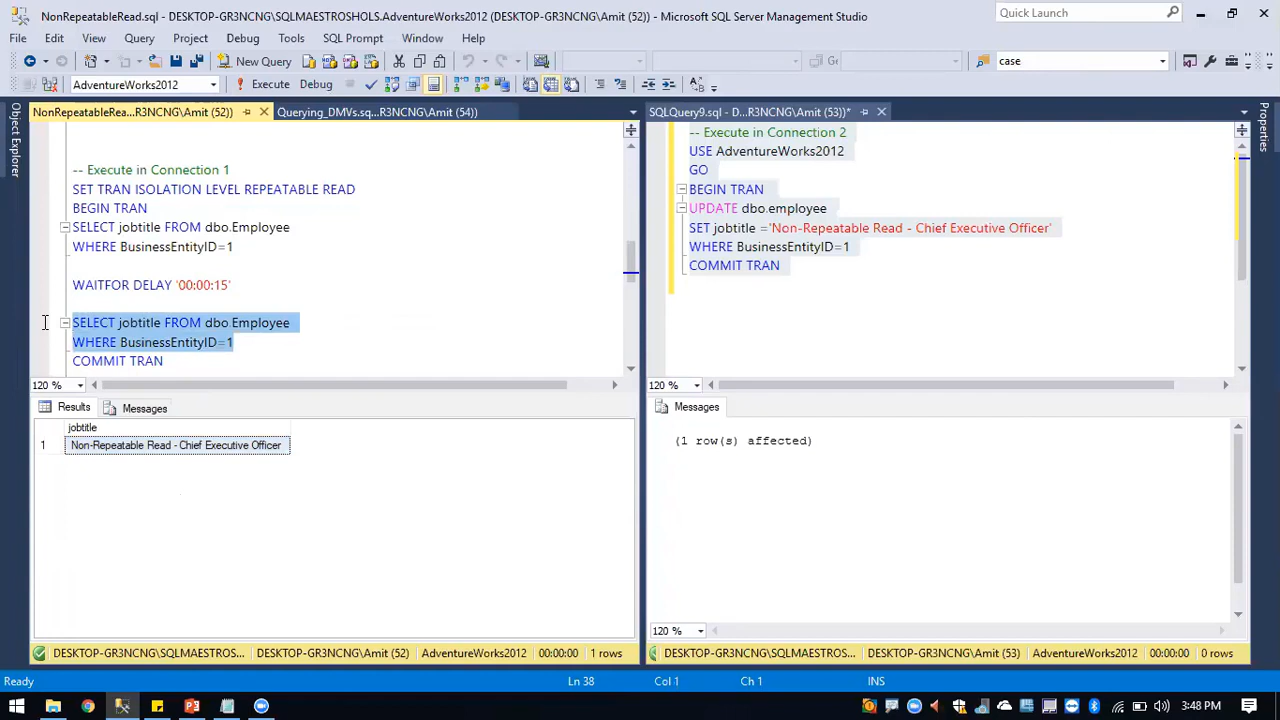 NonRepeatableRead.sql - DESKTOP-GR3NCNG\SQLMAESTROSHOLS.AdventureWorks2012 (DESKTOP-GR3NCNG\Amit (52)) - Microsoft SQL Server Management Studio
Quick Launch
File Edit View Query Project Debug Tools SQL Prompt Window Help
New Query
case
AdventureWorks2012
Execute Debug
Object Explorer
NonRepeatableRea...R3NCNG\Amit (52))
Querying_DMVs.sq...R3NCNG\Amit (54))
-- Execute in Connection 1
SET TRAN ISOLATION LEVEL REPEATABLE READ
BEGIN TRAN
SELECT jobtitle FROM dbo.Employee
WHERE BusinessEntityID=1
WAITFOR DELAY '00:00:15'
SELECT jobtitle FROM dbo.Employee
WHERE BusinessEntityID=1
COMMIT TRAN
120 %
Results Messages
jobtitle
1 Non-Repeatable Read - Chief Executive Officer
DESKTOP-GR3NCNG\SQLMAESTROS... DESKTOP-GR3NCNG\Amit (52) AdventureWorks2012 00:00:00 1 rows
SQLQuery9.sql - D...R3NCNG\Amit (53))*
-- Execute in Connection 2
USE AdventureWorks2012
GO
BEGIN TRAN
UPDATE dbo.employee
SET jobtitle ='Non-Repeatable Read - Chief Executive Officer'
WHERE BusinessEntityID=1
COMMIT TRAN
120 %
Messages
(1 row(s) affected)
120 %
DESKTOP-GR3NCNG\SQLMAESTROS... DESKTOP-GR3NCNG\Amit (53) AdventureWorks2012 00:00:00 0 rows
Properties
Ready Ln 38 Col 1 Ch 1 INS
3:48 PM